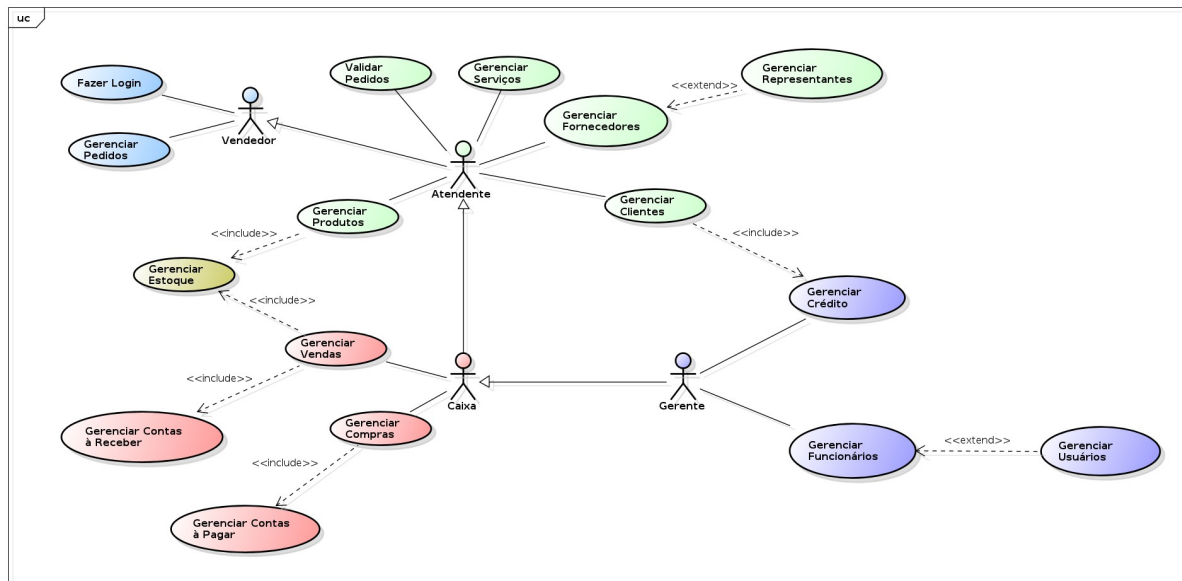 uc
Fazer Login
Gerenciar
Pedidos
Vendedor
Validar
Pedidos
Gerenciar
Serviços
Gerenciar
Fornecedores
<<extend>>
Gerenciar
Representantes
Atendente
Gerenciar
Produtos
<<include>>
Gerenciar
Estoque
Gerenciar
Clientes
<<include>>
Gerenciar
Crédito
<<include>>
Gerenciar
Vendas
<<include>>
Gerenciar Contas
à Receber
Caixa
Gerente
Gerenciar
Compras
<<include>>
Gerenciar Contas
à Pagar
Gerenciar
Funcionários
<<extend>>
Gerenciar
Usuários